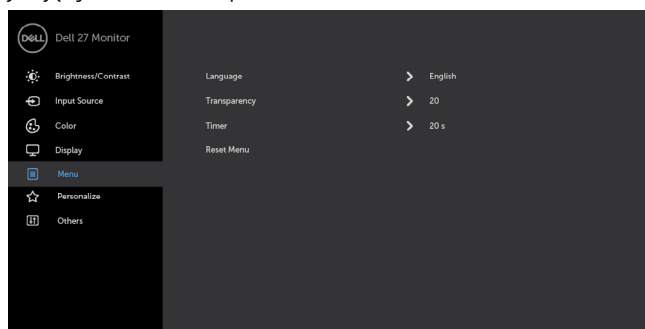 DELL Dell 27 Monitor
Brightness/Contrast Language English
Input Source Transparency 20
Color Timer 20 s
Display Reset Menu
Menu
Personalize
Others